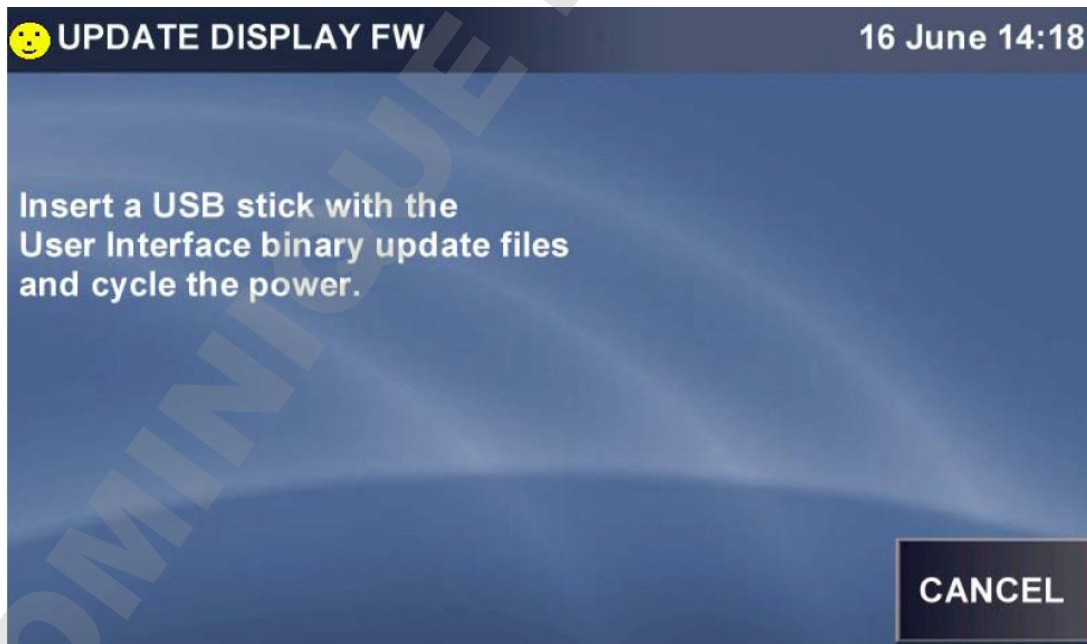 UPDATE DISPLAY FW
16 June 14:18
Insert a USB stick with the
User Interface binary update files
and cycle the power.
CANCEL